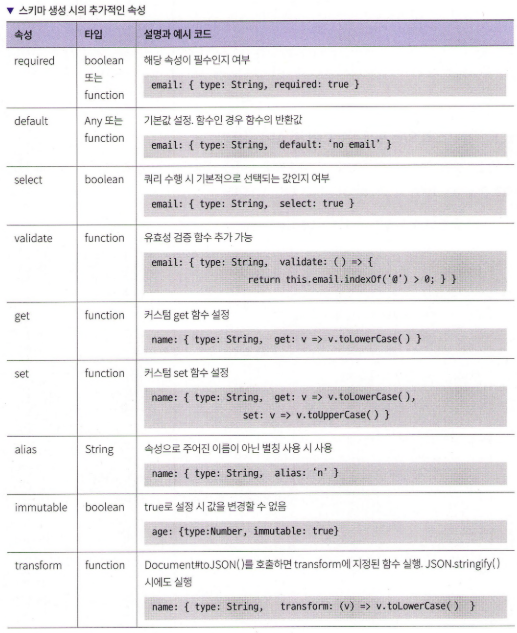 ▼ 스키마 생성 시의 추가적인 속성
속성 타입 설명과 예시 코드
required boolean 또는 function 해당 속성이 필수인지 여부
email: { type: String, required: true }
default Any 또는 function 기본값 설정. 함수인 경우 함수의 반환값
email: { type: String, default: ‘no email’ }
select boolean 쿼리 수행 시 기본적으로 선택되는 값인지 여부
email: { type: String, select: true }
validate function 유효성 검증 함수 추가 가능
email: { type: String, validate: () => {
return this.email.indexOf(‘@’) > 0; } }
get function 커스텀 get 함수 설정
name: { type: String, get: v => v.toLowerCase() }
set function 커스텀 set 함수 설정
name: { type: String, get: v => v.toLowerCase(),
set: v => v.toUpperCase() }
alias String 속성으로 주어진 이름이 아닌 별칭 사용 시 사용
name: { type: String, alias: ‘n’ }
immutable boolean true로 설정 시 값을 변경할 수 없음
age: {type:Number, immutable: true}
transform function Document#toJSON()를 호출하면 transform에 지정된 함수 실행. JSON.stringify()
시에도 실행
name: { type: String, transform: (v) => v.toLowerCase() }